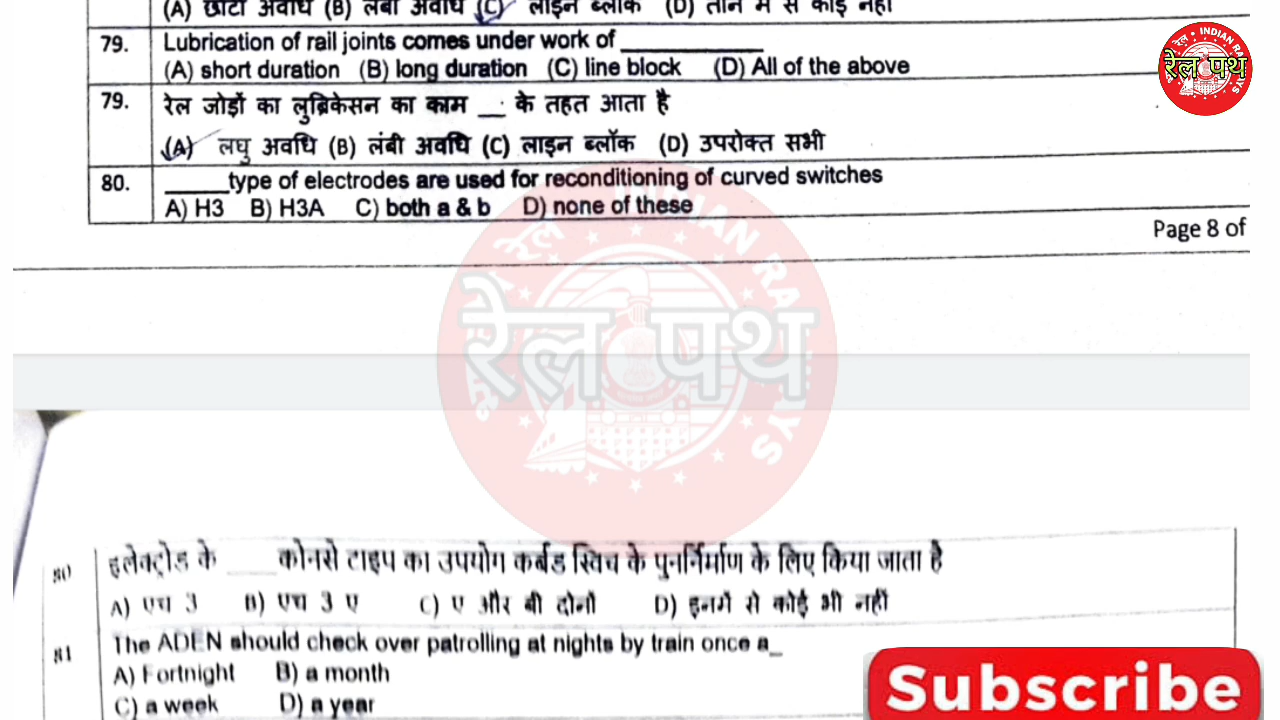 (A) छोटी अवधि (B) लंबी अवधि (C) लाइन ब्लॉक (D) तीन में से कोई नहीं
79. Lubrication of rail joints comes under work of ____________
(A) short duration (B) long duration (C) line block (D) All of the above
79. रेल जोड़ों का लुब्रिकेसन का काम __ के तहत आता है
(A) लघु अवधि (B) लंबी अवधि (C) लाइन ब्लॉक (D) उपरोक्त सभी
80. _____type of electrodes are used for reconditioning of curved switches
A) H3 B) H3A C) both a & b D) none of these
Page 8 of
रेल पथ
INDIAN RAILWAYS
80 इलेक्ट्रोड के ____ कोनसे टाइप का उपयोग कर्बड स्विच के पुनर्निर्माण के लिए किया जाता है
A) एच 3 B) एच 3 ए C) ए और बी दोनों D) इनमें से कोई भी नहीं
81 The ADEN should check over patrolling at nights by train once a_
A) Fortnight B) a month
C) a week D) a year
रेल पथ
Subscribe